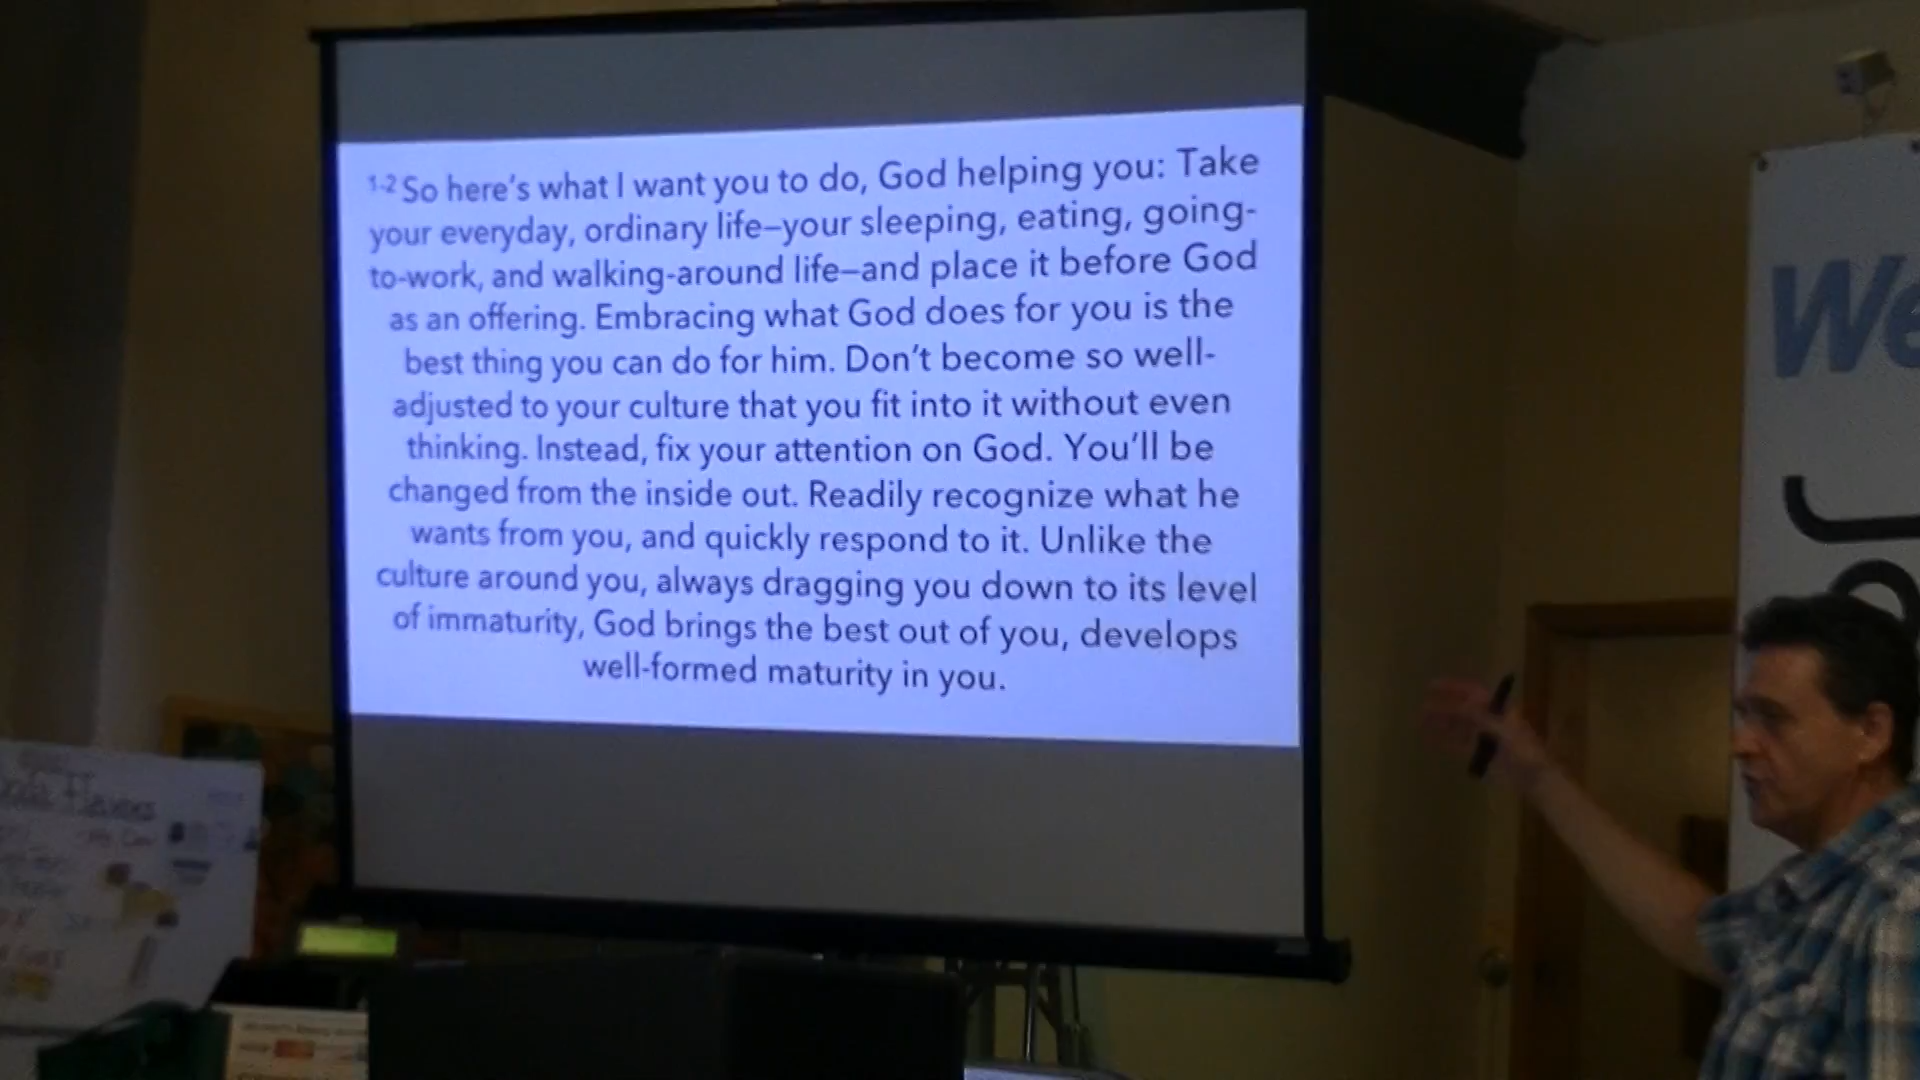 1-2 So here's what I want you to do, God helping you: Take
your everyday, ordinary life—your sleeping, eating, going-
to-work, and walking-around life—and place it before God
as an offering. Embracing what God does for you is the
best thing you can do for him. Don't become so well-
adjusted to your culture that you fit into it without even
thinking. Instead, fix your attention on God. You'll be
changed from the inside out. Readily recognize what he
wants from you, and quickly respond to it. Unlike the
culture around you, always dragging you down to its level
of immaturity, God brings the best out of you, develops
well-formed maturity in you.
We
Flavors